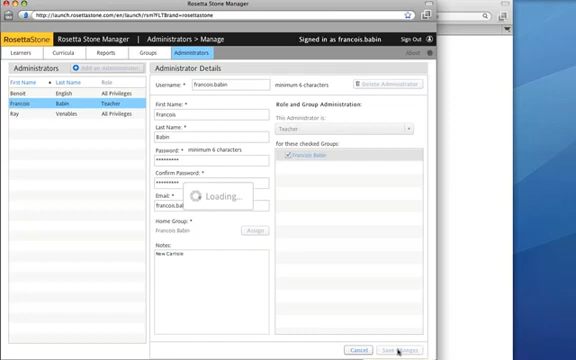 Rosetta Stone Manager
http://launch.rosettastone.com/en/launch/rsm?FLTBrand=rosettastone
RosettaStone Rosetta Stone Manager Administrators > Manage Signed in as francois.babin Sign Out
Learners Curricula Reports Groups Administrators About
Administrators Add an administrator
First Name Last Name Role
Benoit English All Privileges
Francois Babin Teacher
Ray Venables All Privileges
Administrator Details
Username: * francois.babin minimum 6 characters Delete Administrator
First Name: *
Francois
Last Name: *
Babin
Password: * minimum 6 characters
*********
Confirm Password: *
*********
Email: *
francois.bab
Loading...
Home Group: *
Francois Babin Assign
Notes:
New Carlisle
Role and Group Administration:
This Administrator is:
Teacher
for these checked Groups:
Francois Babin
Cancel Save Changes